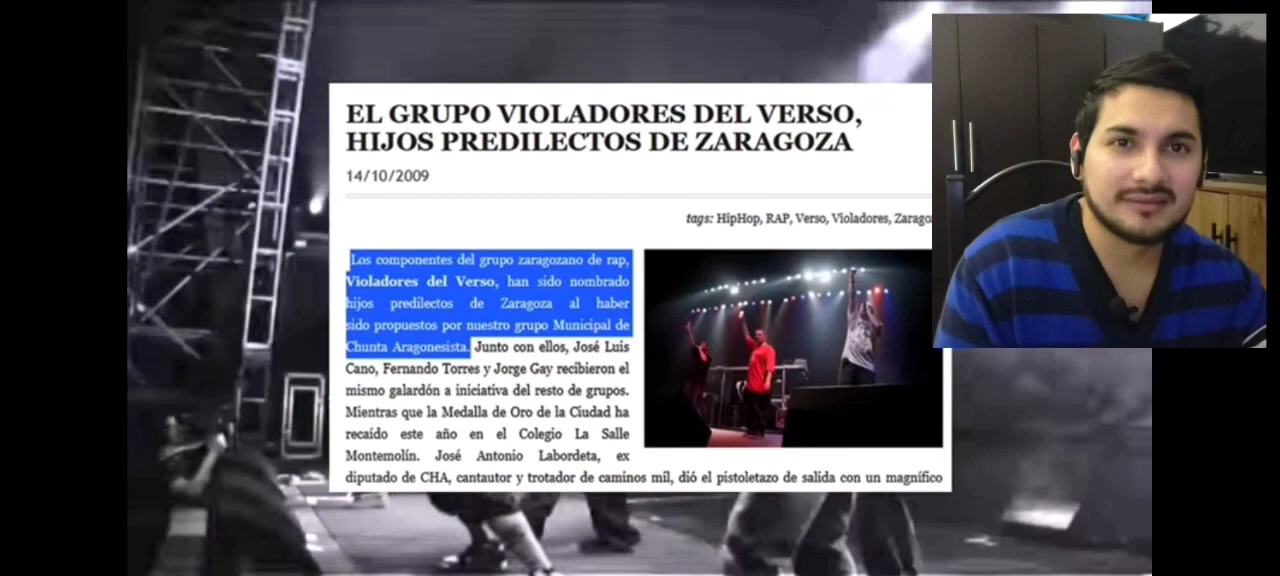 EL GRUPO VIOLADORES DEL VERSO,
HIJOS PREDILECTOS DE ZARAGOZA
14/10/2009
tags: HipHop, RAP, Verso, Violadores, Zarago
Los componentes del grupo zaragozano de rap,
Violadores del Verso, han sido nombrado
hijos predilectos de Zaragoza al haber
sido propuestos por nuestro grupo Municipal de
Chunta Aragonesista. Junto con ellos, José Luis
Cano, Fernando Torres y Jorge Gay recibieron el
mismo galardón a iniciativa del resto de grupos.
Mientras que la Medalla de Oro de la Ciudad ha
recaído este año en el Colegio La Salle
Montemolín. José Antonio Labordeta, ex
diputado de CHA, cantautor y trotador de caminos mil, dió el pistoletazo de salida con un magnífico